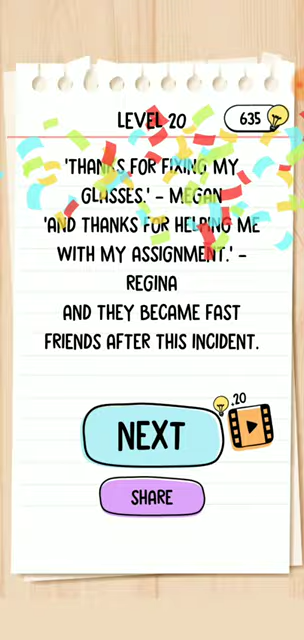 LEVEL 20
635
'THANKS FOR FIXING MY
GLASSES.' - MEGAN
'AND THANKS FOR HELPING ME
WITH MY ASSIGNMENT.' -
REGINA
AND THEY BECAME FAST
FRIENDS AFTER THIS INCIDENT.
.20
NEXT
SHARE